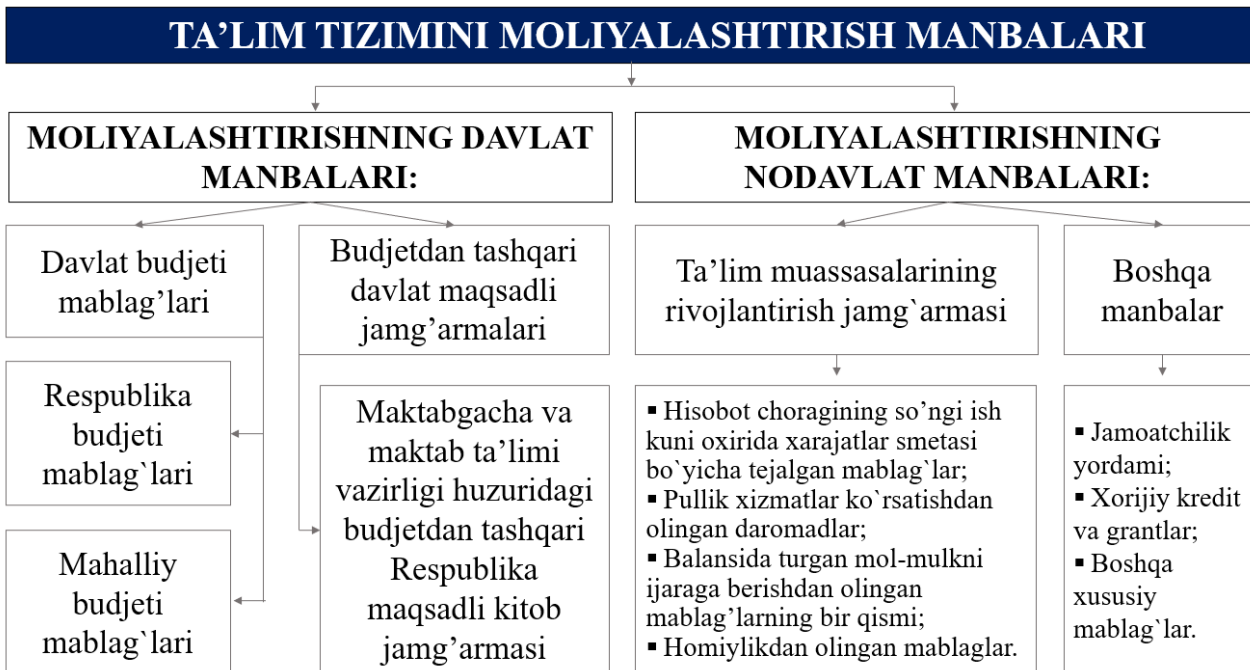 TA’LIM TIZIMINI MOLIYALASHTIRISH MANBALARI
MOLIYALASHTIRISHNING DAVLAT
MANBALARI:
MOLIYALASHTIRISHNING
NODAVLAT MANBALARI:
Davlat budjeti
mablag’lari
Budjetdan tashqari
davlat maqsadli
jamg’armalari
Ta’lim muassasalarining
rivojlantirish jamg`armasi
Boshqa
manbalar
Respublika
budjeti
mablag`lari
Mahalliy
budjeti
mablag`lari
Maktabgacha va
maktab ta’limi
vazirligi huzuridagi
budjetdan tashqari
Respublika
maqsadli kitob
jamg’armasi
▪ Hisobot choragining so’ngi ish
kuni oxirida xarajatlar smetasi
bo`yicha tejalgan mablag`lar;
▪ Pullik xizmatlar ko`rsatishdan
olingan daromadlar;
▪ Balansida turgan mol-mulkni
ijaraga berishdan olingan
mablag’larning bir qismi;
▪ Homiylikdan olingan mablaglar.
▪ Jamoatchilik
yordami;
▪ Xorijiy kredit
va grantlar;
▪ Boshqa
xususiy
mablag`lar.